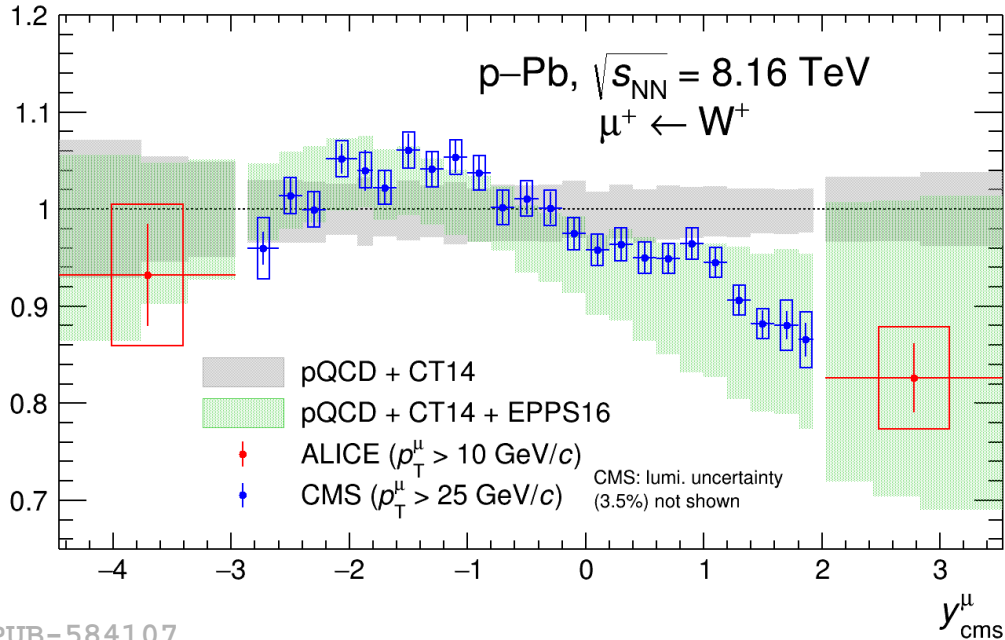 1.2
p–Pb, √sNN = 8.16 TeV
1.1
μ+ ← W+
1
0.9
pQCD + CT14
0.8
pQCD + CT14 + EPPS16
ALICE (pTμ > 10 GeV/c)
CMS: lumi. uncertainty
0.7
CMS (pTμ > 25 GeV/c)
(3.5%) not shown
−4 −3 −2 −1 0 1 2 3
yμcms
PUB-584107